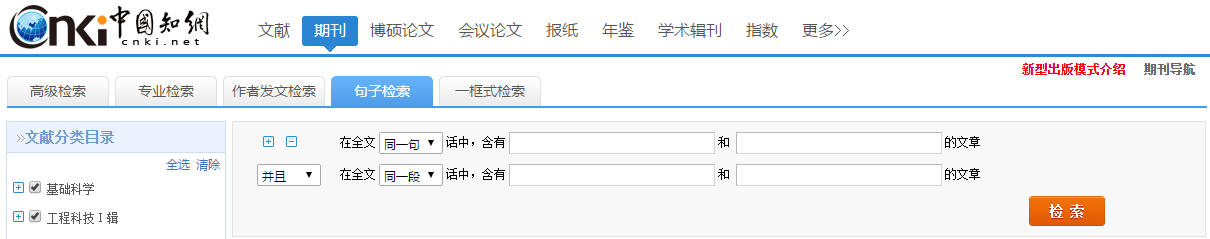 Cnki 中國知網
cnki.net
文献 期刊 博硕论文 会议论文 报纸 年鉴 学术辑刊 指数 更多>>
新型出版模式介绍 期刊导航
高级检索 专业检索 作者发文检索 句子检索 一框式检索
文献分类目录
全选 清除
基础科学
工程科技Ⅰ辑
在全文 同一句 话中，含有 和 的文章
并且 在全文 同一段 话中，含有 和 的文章
检 索